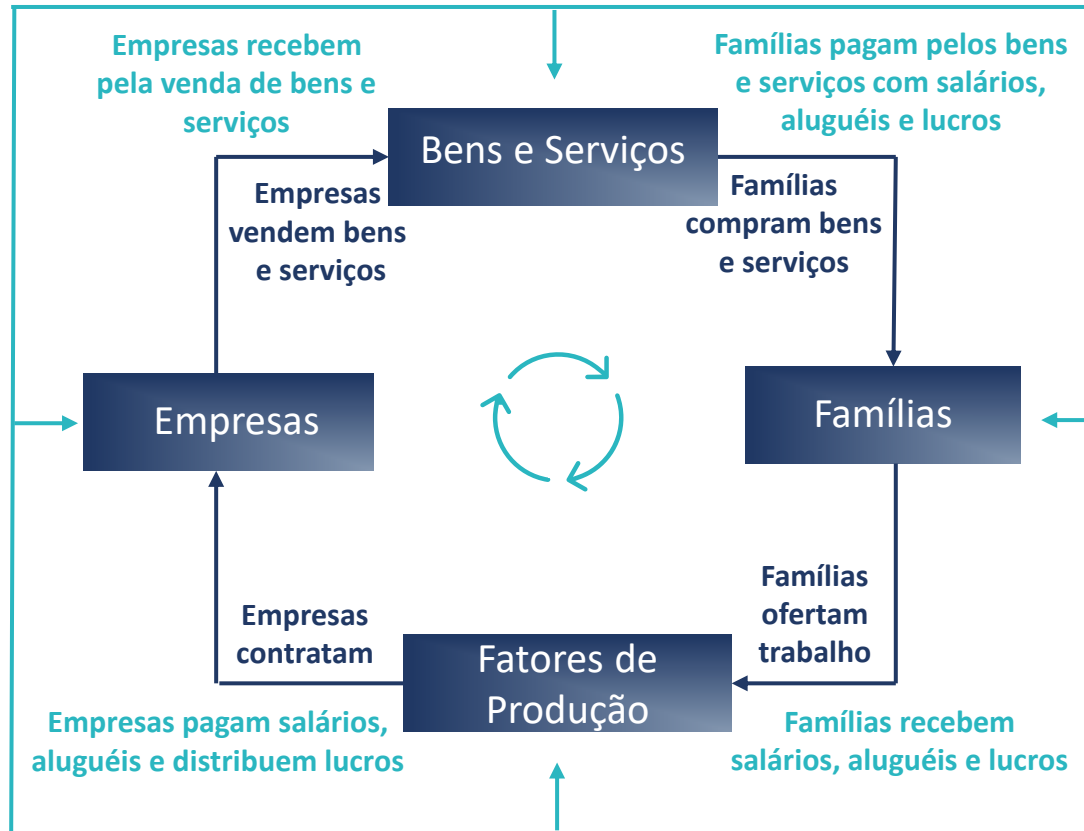 Empresas recebem
pela venda de bens e
serviços
Famílias pagam pelos bens
e serviços com salários,
aluguéis e lucros
Bens e Serviços
Empresas
vendem bens
e serviços
Famílias
compram bens
e serviços
Empresas
Famílias
Empresas
contratam
Famílias
ofertam
trabalho
Fatores de
Produção
Empresas pagam salários,
aluguéis e distribuem lucros
Famílias recebem
salários, aluguéis e lucros